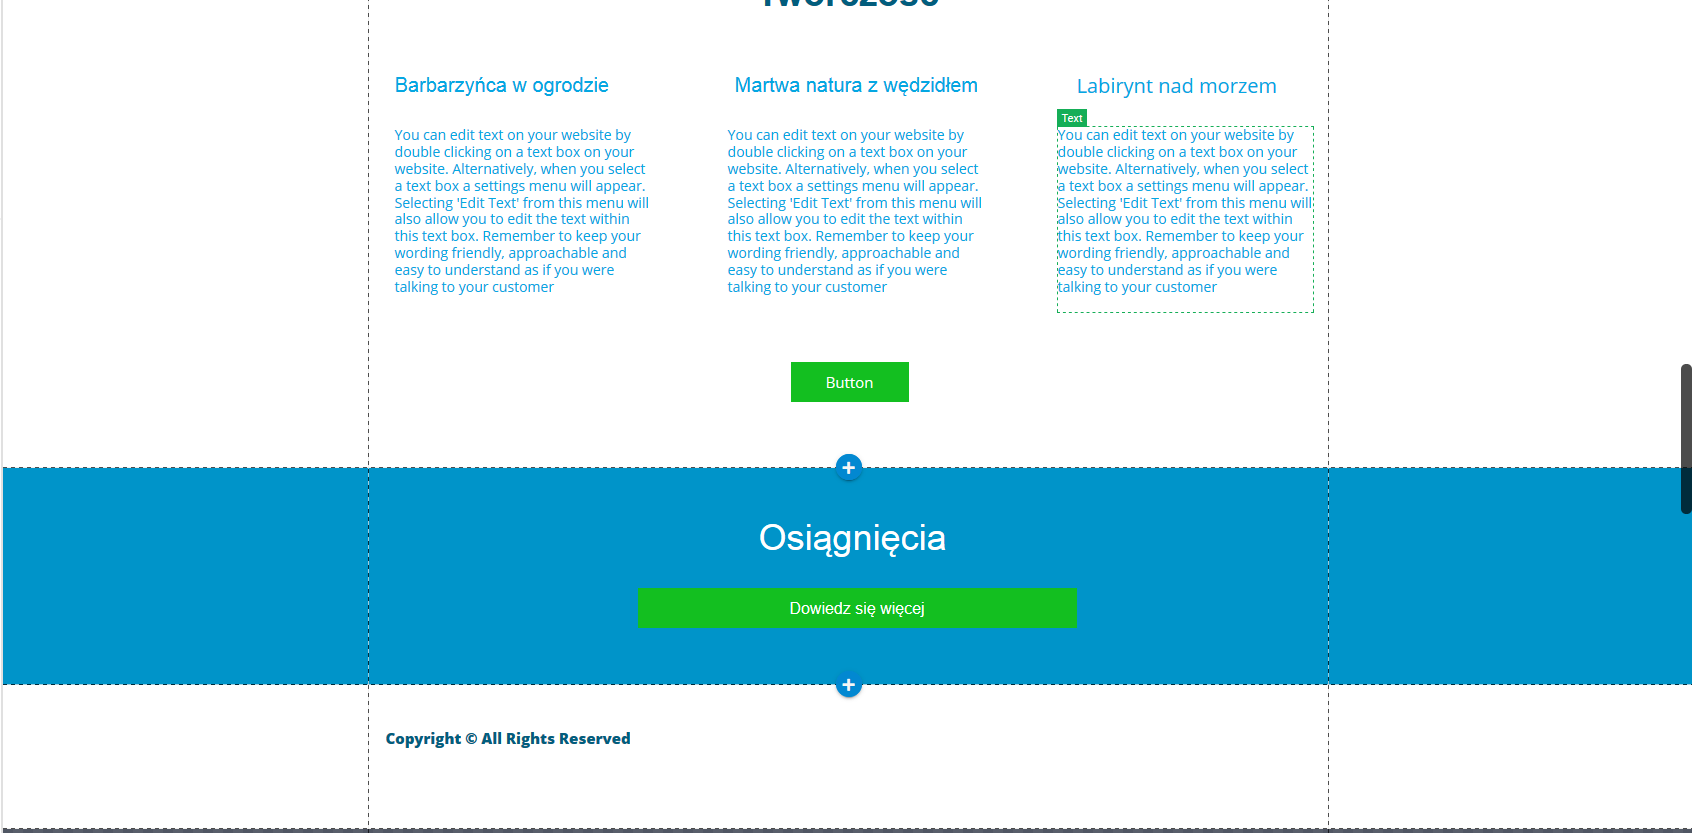 Twórczość
Barbarzyńca w ogrodzie
Martwa natura z wędzidłem
Labirynt nad morzem
You can edit text on your website by
double clicking on a text box on your
website. Alternatively, when you select
a text box a settings menu will appear.
Selecting 'Edit Text' from this menu will
also allow you to edit the text within
this text box. Remember to keep your
wording friendly, approachable and
easy to understand as if you were
talking to your customer
You can edit text on your website by
double clicking on a text box on your
website. Alternatively, when you select
a text box a settings menu will appear.
Selecting 'Edit Text' from this menu will
also allow you to edit the text within
this text box. Remember to keep your
wording friendly, approachable and
easy to understand as if you were
talking to your customer
Text
You can edit text on your website by
double clicking on a text box on your
website. Alternatively, when you select
a text box a settings menu will appear.
Selecting 'Edit Text' from this menu will
also allow you to edit the text within
this text box. Remember to keep your
wording friendly, approachable and
easy to understand as if you were
talking to your customer
Button
Osiągnięcia
Dowiedz się więcej
Copyright © All Rights Reserved